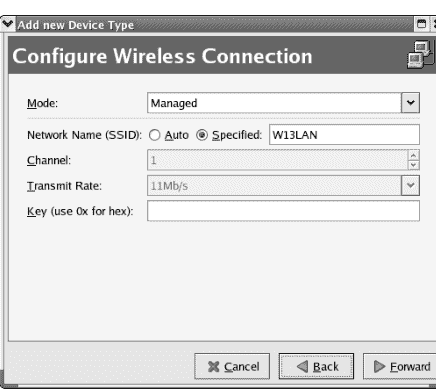 Add new Device Type
Configure Wireless Connection
Mode: Managed
Network Name (SSID): Auto Specified: W13LAN
Channel: 1
Transmit Rate: 11Mb/s
Key (use 0x for hex):
Cancel Back Forward